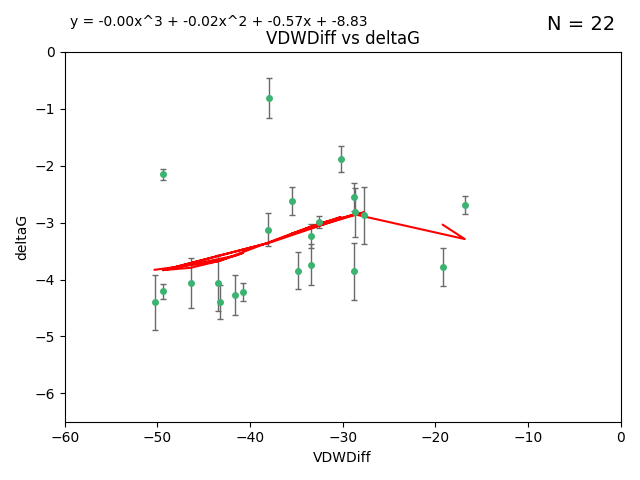 y = -0.00x^3 + -0.02x^2 + -0.57x + -8.83
N = 22
VDWDiff vs deltaG
0
−1
−2
−3
−4
−5
−6
deltaG
−60 −50 −40 −30 −20 −10 0
VDWDiff